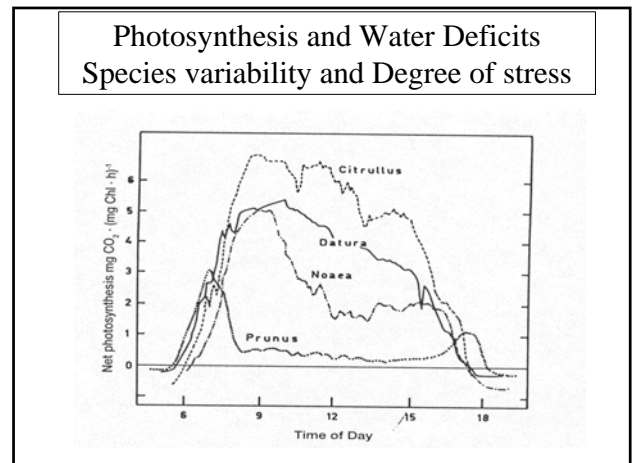 Photosynthesis and Water Deficits
Species variability and Degree of stress
Net photosynthesis mg CO₂ · (mg Chl · h)⁻¹
6
5
4
3
2
1
0
Citrullus
Datura
Noaea
Prunus
6
9
12
15
18
Time of Day